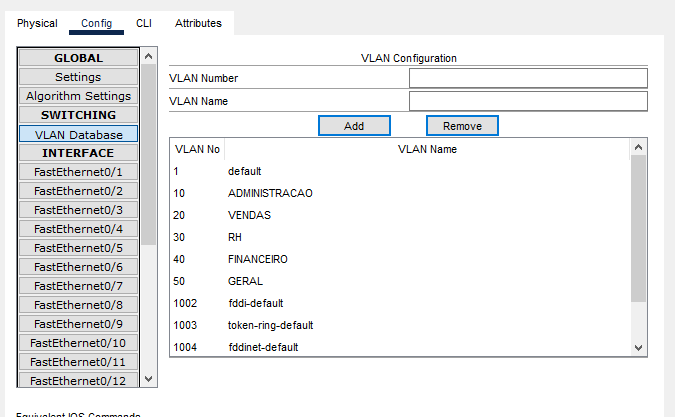 Physical Config CLI Attributes
GLOBAL
Settings
Algorithm Settings
SWITCHING
VLAN Database
INTERFACE
FastEthernet0/1
FastEthernet0/2
FastEthernet0/3
FastEthernet0/4
FastEthernet0/5
FastEthernet0/6
FastEthernet0/7
FastEthernet0/8
FastEthernet0/9
FastEthernet0/10
FastEthernet0/11
FastEthernet0/12
VLAN Configuration
VLAN Number
VLAN Name
Add Remove
VLAN No VLAN Name
1 default
10 ADMINISTRACAO
20 VENDAS
30 RH
40 FINANCEIRO
50 GERAL
1002 fddi-default
1003 token-ring-default
1004 fddinet-default
Equivalent IOS Commands